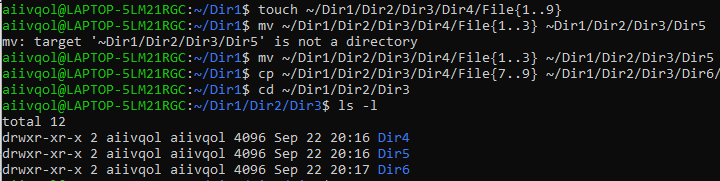 aiivqol@LAPTOP-5LM21RGC:~/Dir1$ touch ~/Dir1/Dir2/Dir3/Dir4/File{1..9}
aiivqol@LAPTOP-5LM21RGC:~/Dir1$ mv ~/Dir1/Dir2/Dir3/Dir4/File{1..3} ~Dir1/Dir2/Dir3/Dir5
mv: target '~Dir1/Dir2/Dir3/Dir5' is not a directory
aiivqol@LAPTOP-5LM21RGC:~/Dir1$ mv ~/Dir1/Dir2/Dir3/Dir4/File{1..3} ~/Dir1/Dir2/Dir3/Dir5
aiivqol@LAPTOP-5LM21RGC:~/Dir1$ cp ~/Dir1/Dir2/Dir3/Dir4/File{7..9} ~/Dir1/Dir2/Dir3/Dir6/
aiivqol@LAPTOP-5LM21RGC:~/Dir1$ cd ~/Dir1/Dir2/Dir3
aiivqol@LAPTOP-5LM21RGC:~/Dir1/Dir2/Dir3$ ls -l
total 12
drwxr-xr-x 2 aiivqol aiivqol 4096 Sep 22 20:16 Dir4
drwxr-xr-x 2 aiivqol aiivqol 4096 Sep 22 20:16 Dir5
drwxr-xr-x 2 aiivqol aiivqol 4096 Sep 22 20:17 Dir6